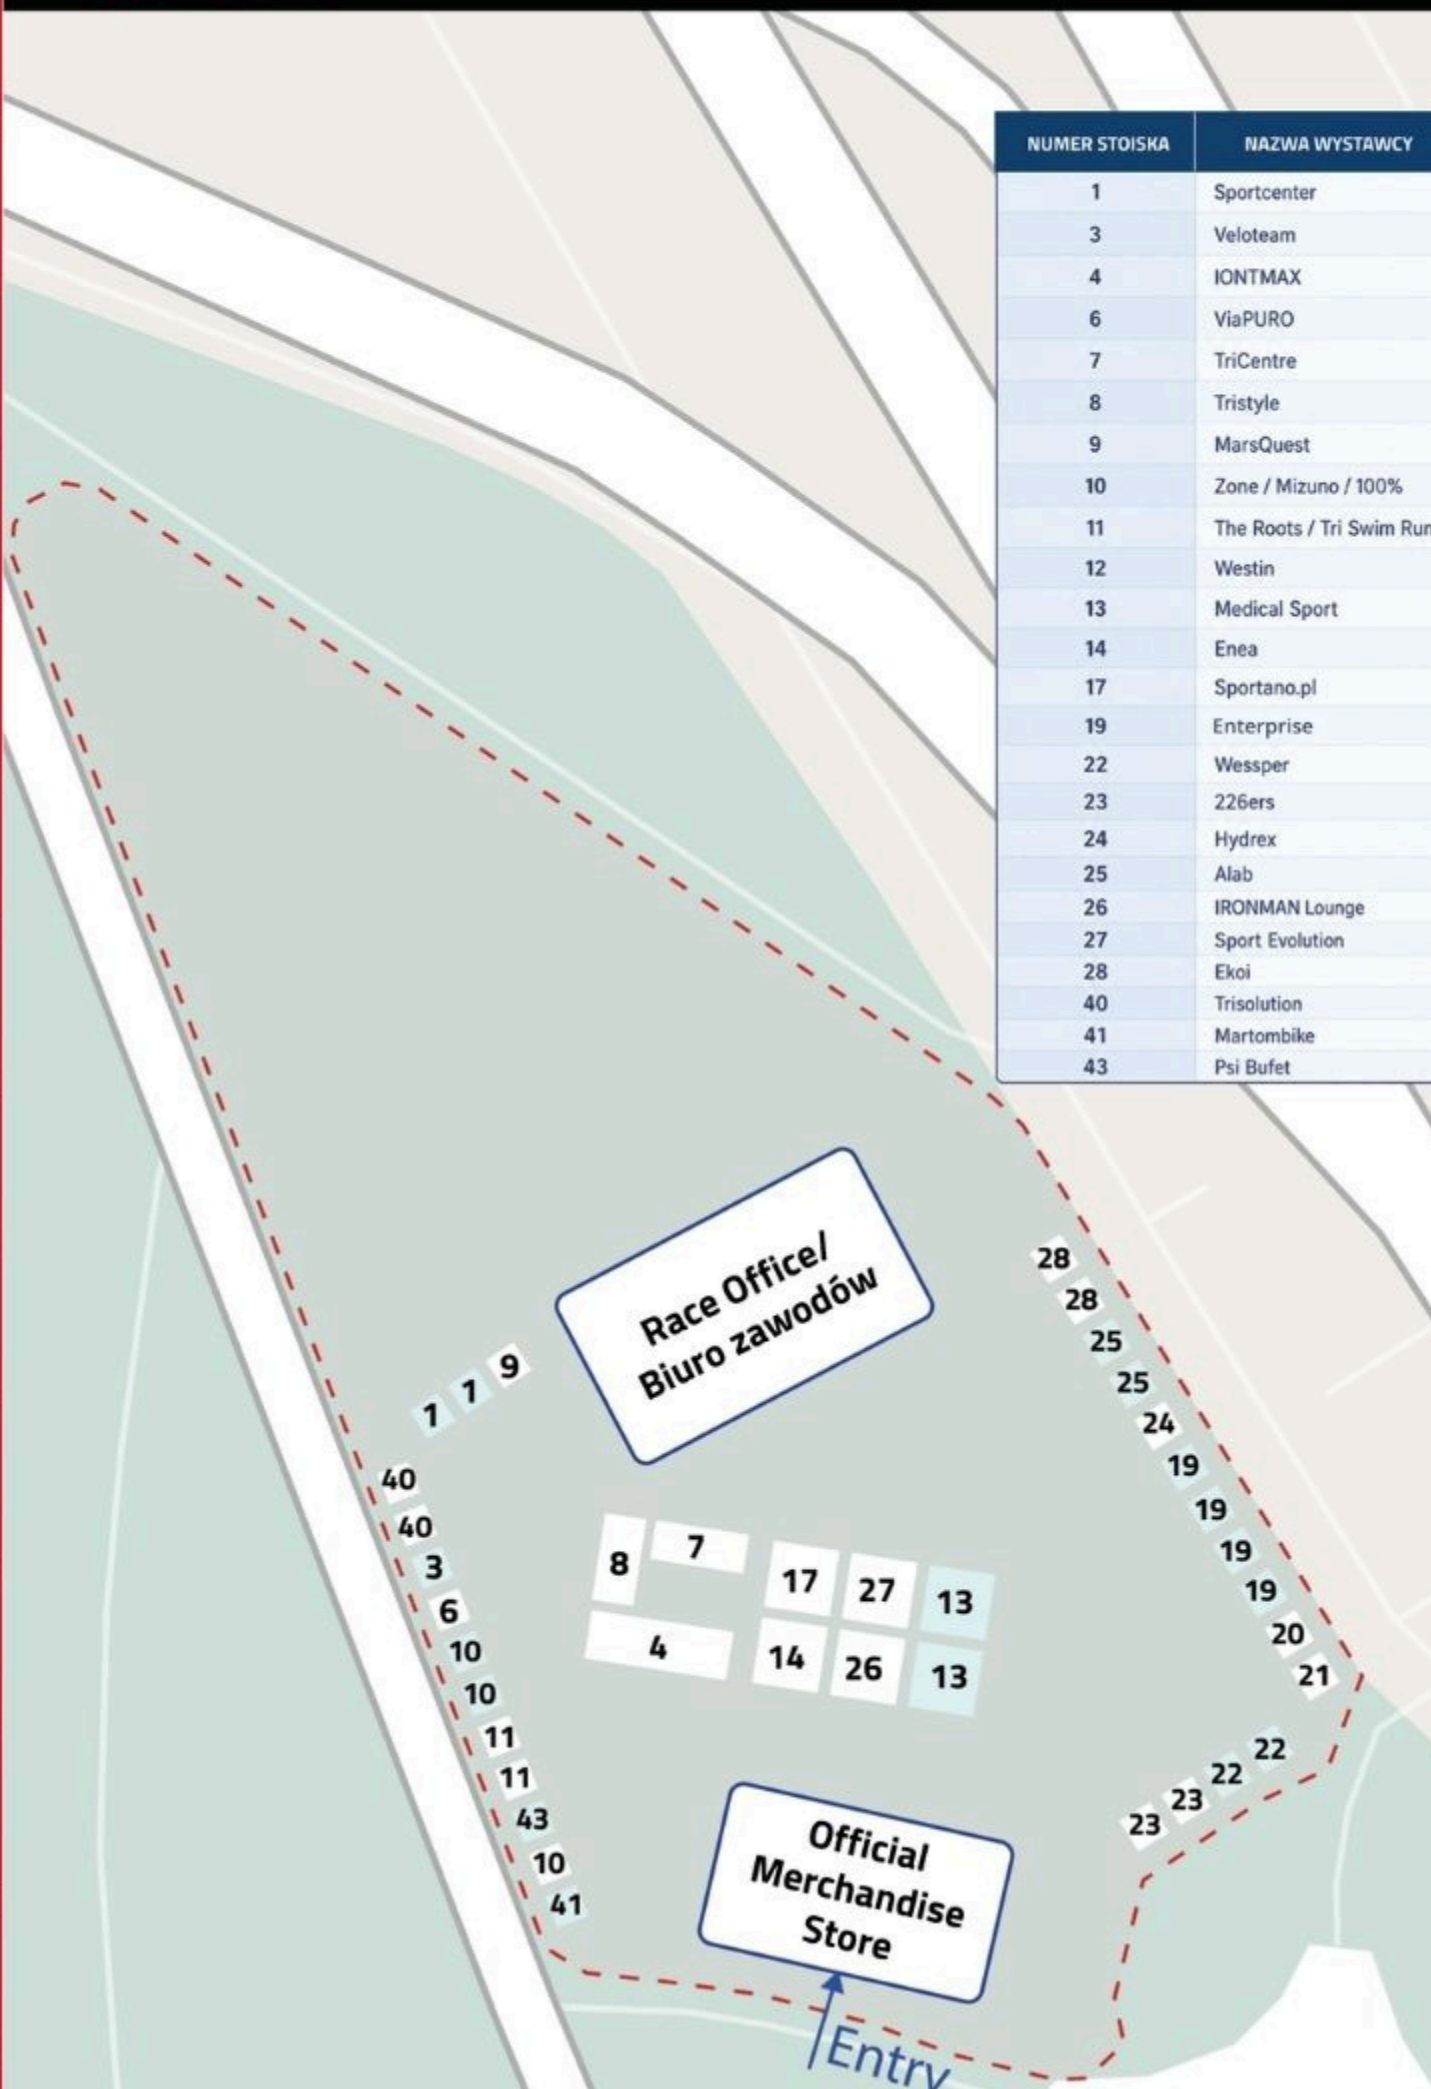 NUMER STOISKA NAZWA WYSTAWCY
1 Sportcenter
3 Veloteam
4 IONTMAX
6 ViaPURO
7 TriCentre
8 Tristyle
9 MarsQuest
10 Zone / Mizuno / 100%
11 The Roots / Tri Swim Run
12 Westin
13 Medical Sport
14 Enea
17 Sportano.pl
19 Enterprise
22 Wessper
23 226ers
24 Hydrex
25 Alab
26 IRONMAN Lounge
27 Sport Evolution
28 Ekoi
40 Trisolution
41 Martombike
43 Psi Bufet
Race Office/
Biuro zawodów
28
28
25
25
24
19
19
19
19
20
21
22
22
23
23
9
1
1
40
40
3
6
10
10
11
11
43
10
41
8
7
17
27
13
4
14
26
13
Official
Merchandise
Store
Entry